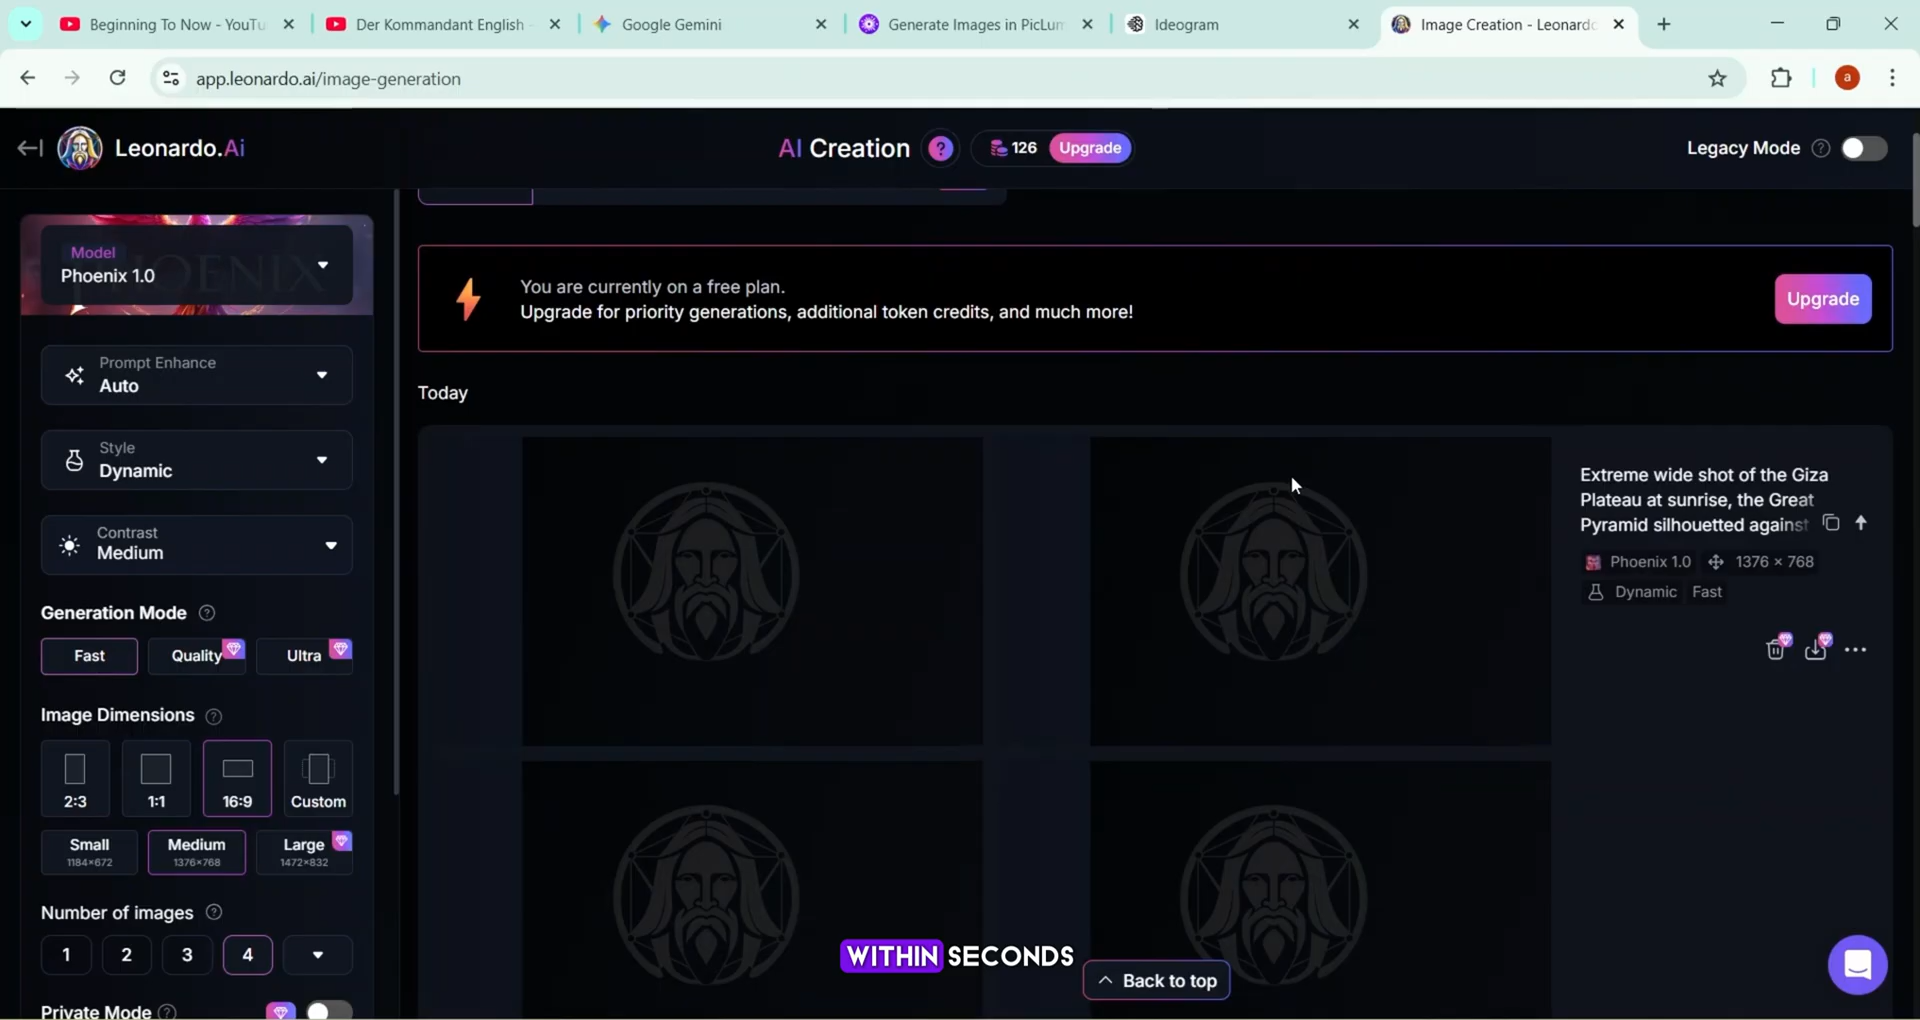 Beginning To Now - YouTu
Der Kommandant English -
Google Gemini
Generate Images in PicLum
Ideogram
Image Creation - Leonardo
app.leonardo.ai/image-generation
a
Leonardo.Ai
AI Creation
?
126
Upgrade
Legacy Mode
?
Model
Phoenix 1.0
PHOENIX
You are currently on a free plan.
Upgrade for priority generations, additional token credits, and much more!
Upgrade
Prompt Enhance
Auto
Today
Style
Dynamic
Contrast
Medium
Extreme wide shot of the Giza
Plateau at sunrise, the Great
Pyramid silhouetted against
Phoenix 1.0
1376 × 768
Dynamic
Fast
Generation Mode
?
Fast
Quality
Ultra
Image Dimensions
?
2:3
1:1
16:9
Custom
Small
1184×672
Medium
1376×768
Large
1472×832
Number of images
?
1
2
3
4
WITHIN SECONDS
Back to top
Private Mode
?